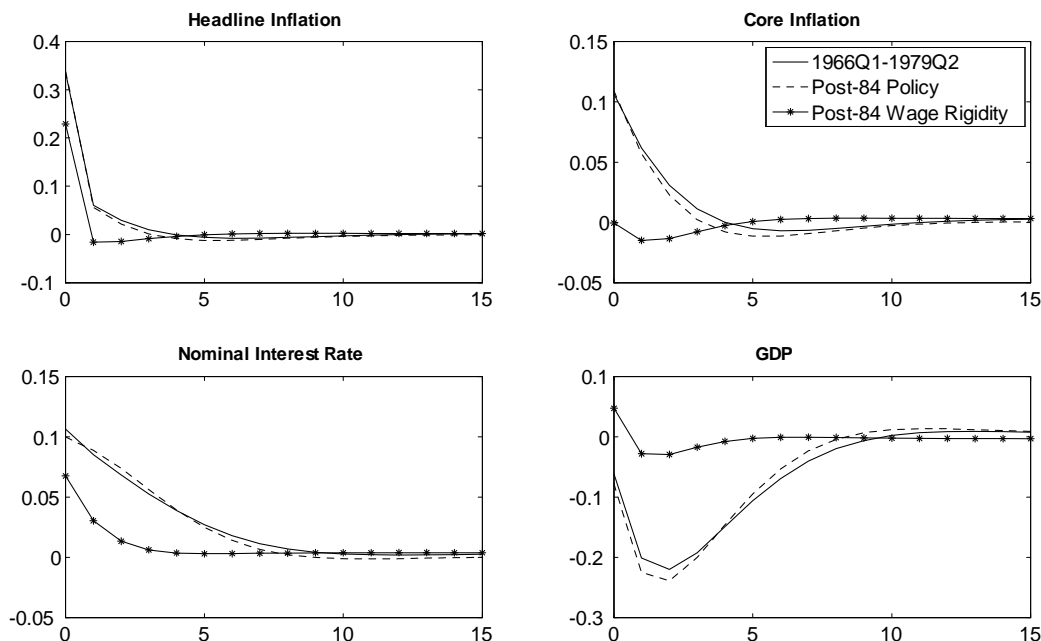 Headline Inflation
0.4
0.3
0.2
0.1
0
-0.1
0 5 10 15
Core Inflation
0.15
0.1
0.05
0
-0.05
0 5 10 15
1966Q1-1979Q2
Post-84 Policy
Post-84 Wage Rigidity
Nominal Interest Rate
0.15
0.1
0.05
0
-0.05
0 5 10 15
GDP
0.1
0
-0.1
-0.2
-0.3
0 5 10 15